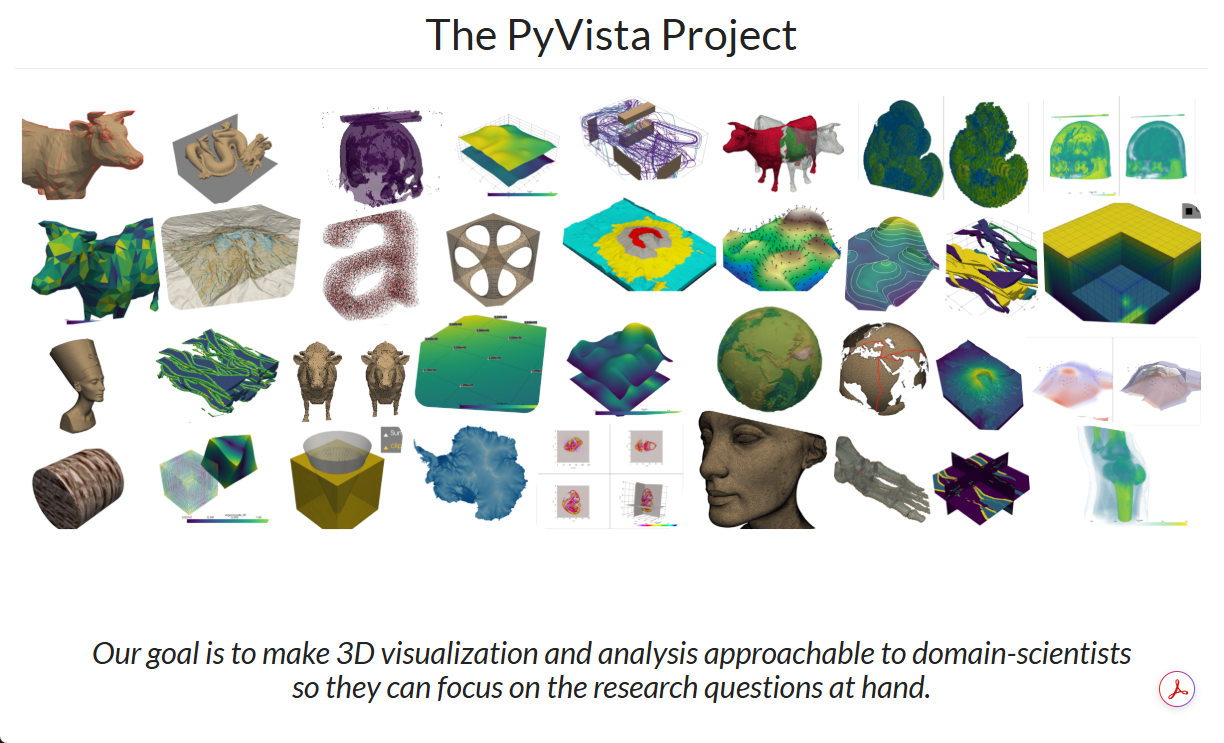 The PyVista Project
a
Our goal is to make 3D visualization and analysis approachable to domain-scientists
so they can focus on the research questions at hand.